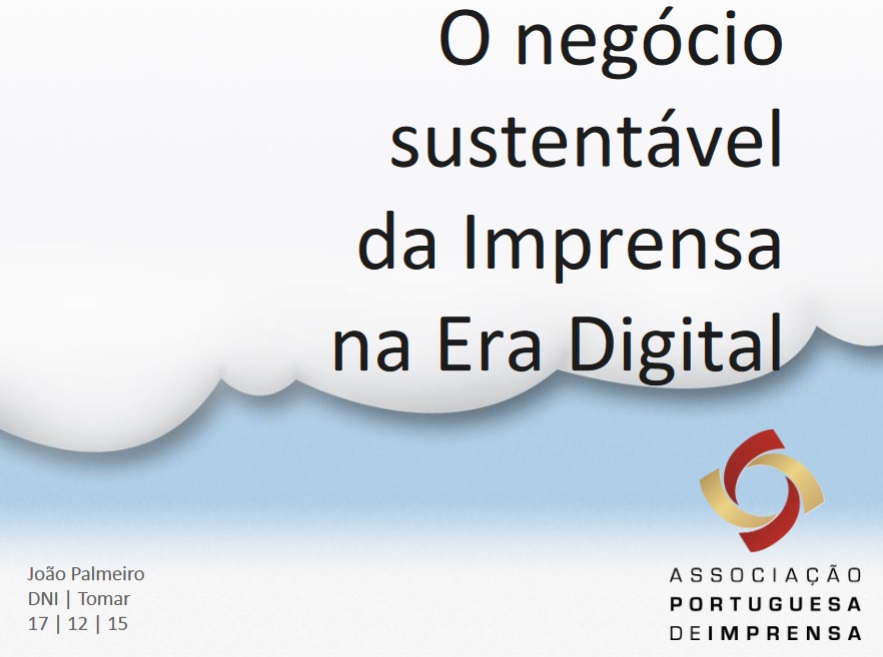 O negócio
sustentável
da Imprensa
na Era Digital
João Palmeiro
DNI | Tomar
17 | 12 | 15
ASSOCIAÇÃO
PORTUGUESA
DEIMPRENSA